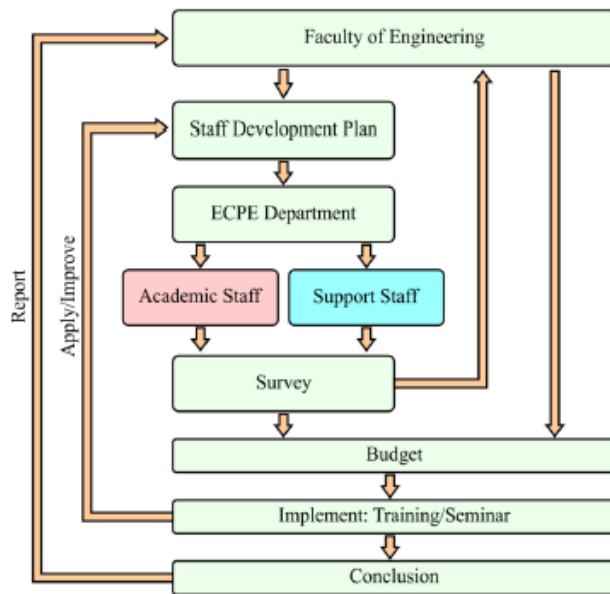 Faculty of Engineering
Staff Development Plan
ECPE Department
Academic Staff
Support Staff
Survey
Budget
Implement: Training/Seminar
Conclusion
Report
Apply/Improve